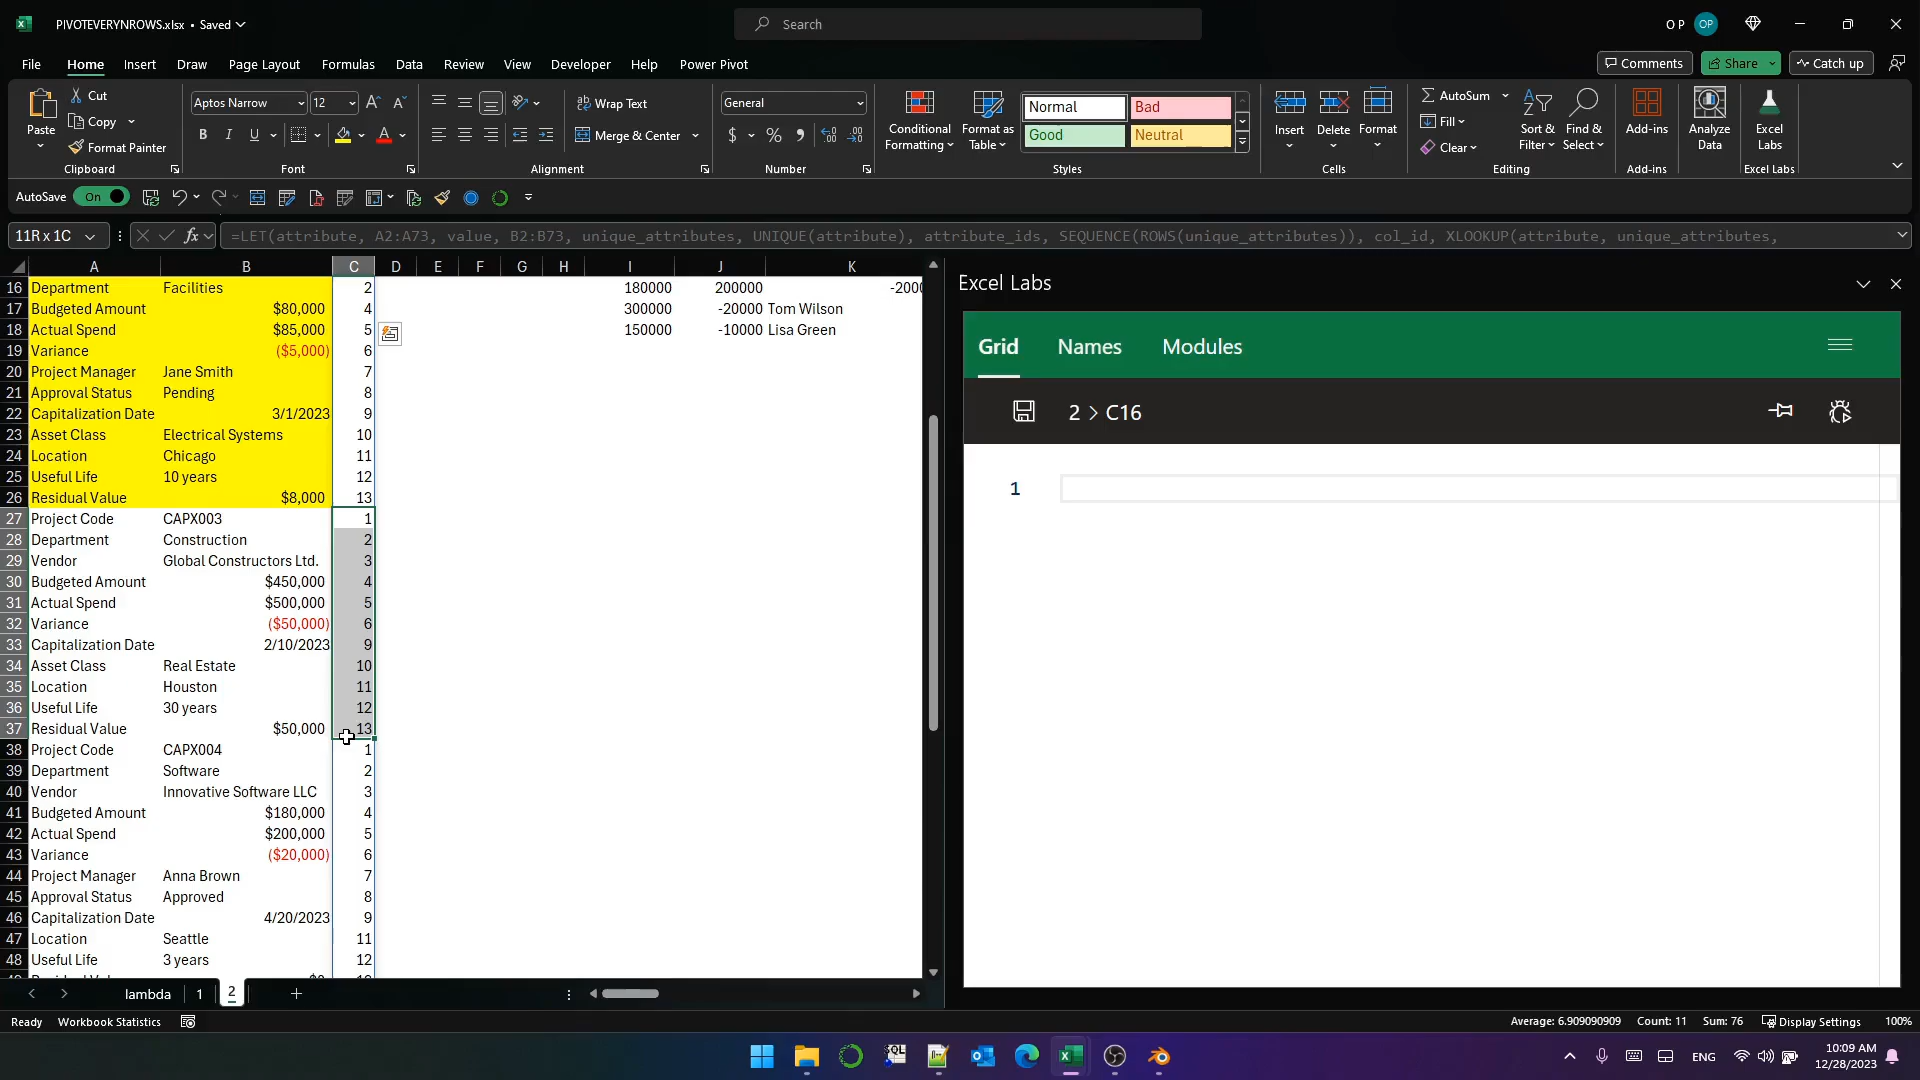 PIVOTEVERYNROWS.xlsx • Saved
Search
O P OP
File Home Insert Draw Page Layout Formulas Data Review View Developer Help Power Pivot
Comments Share Catch up
Paste
Cut
Copy
Format Painter
Clipboard
Aptos Narrow 12
B I U
Font
Wrap Text
Merge & Center
Alignment
General
$ % 9
Number
Conditional Formatting
Format as Table
Normal Bad
Good Neutral
Styles
Insert Delete Format
Cells
AutoSum
Fill
Clear
Sort & Filter
Find & Select
Editing
Add-ins
Add-ins
Analyze Data
Excel Labs
Excel Labs
AutoSave On
11R x 1C fx =LET(attribute, A2:A73, value, B2:B73, unique_attributes, UNIQUE(attribute), attribute_ids, SEQUENCE(ROWS(unique_attributes)), col_id, XLOOKUP(attribute, unique_attributes,
A B C D E F G H I J K
16 Department Facilities 2 180000 200000
17 Budgeted Amount $80,000 4 300000 -20000 Tom Wilson
18 Actual Spend $85,000 5 150000 -10000 Lisa Green
19 Variance ($5,000) 6
20 Project Manager Jane Smith 7
21 Approval Status Pending 8
22 Capitalization Date 3/1/2023 9
23 Asset Class Electrical Systems 10
24 Location Chicago 11
25 Useful Life 10 years 12
26 Residual Value $8,000 13
27 Project Code CAPX003 1
28 Department Construction 2
29 Vendor Global Constructors Ltd. 3
30 Budgeted Amount $450,000 4
31 Actual Spend $500,000 5
32 Variance ($50,000) 6
33 Capitalization Date 2/10/2023 9
34 Asset Class Real Estate 10
35 Location Houston 11
36 Useful Life 30 years 12
37 Residual Value $50,000 13
38 Project Code CAPX004 1
39 Department Software 2
40 Vendor Innovative Software LLC 3
41 Budgeted Amount $180,000 4
42 Actual Spend $200,000 5
43 Variance ($20,000) 6
44 Project Manager Anna Brown 7
45 Approval Status Approved 8
46 Capitalization Date 4/20/2023 9
47 Location Seattle 11
48 Useful Life 3 years 12
Excel Labs
Grid Names Modules
2 > C16
1
lambda 1 2 +
Ready Workbook Statistics
Average: 6.909090909 Count: 11 Sum: 76 Display Settings 100%
ENG
10:09 AM
12/28/2023